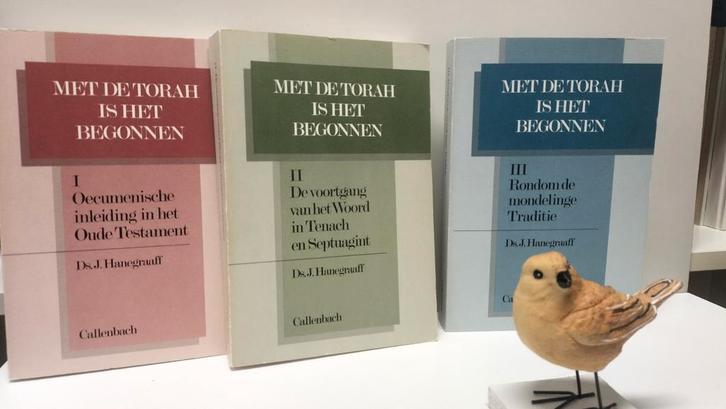 MET DE TORAH
IS HET
BEGONNEN
I
Oecumenische
inleiding in het
Oude Testament
Ds. J. Hanegraaff
Callenbach
MET DE TORAH
IS HET
BEGONNEN
II
De voortgang
van het Woord
in Tenach
en Septuagint
Ds. J. Hanegraaff
Callenbach
MET DE TORAH
IS HET
BEGONNEN
III
Rondom de
mondelinge
Traditie
Ds. J. Hanegraaff
Ca